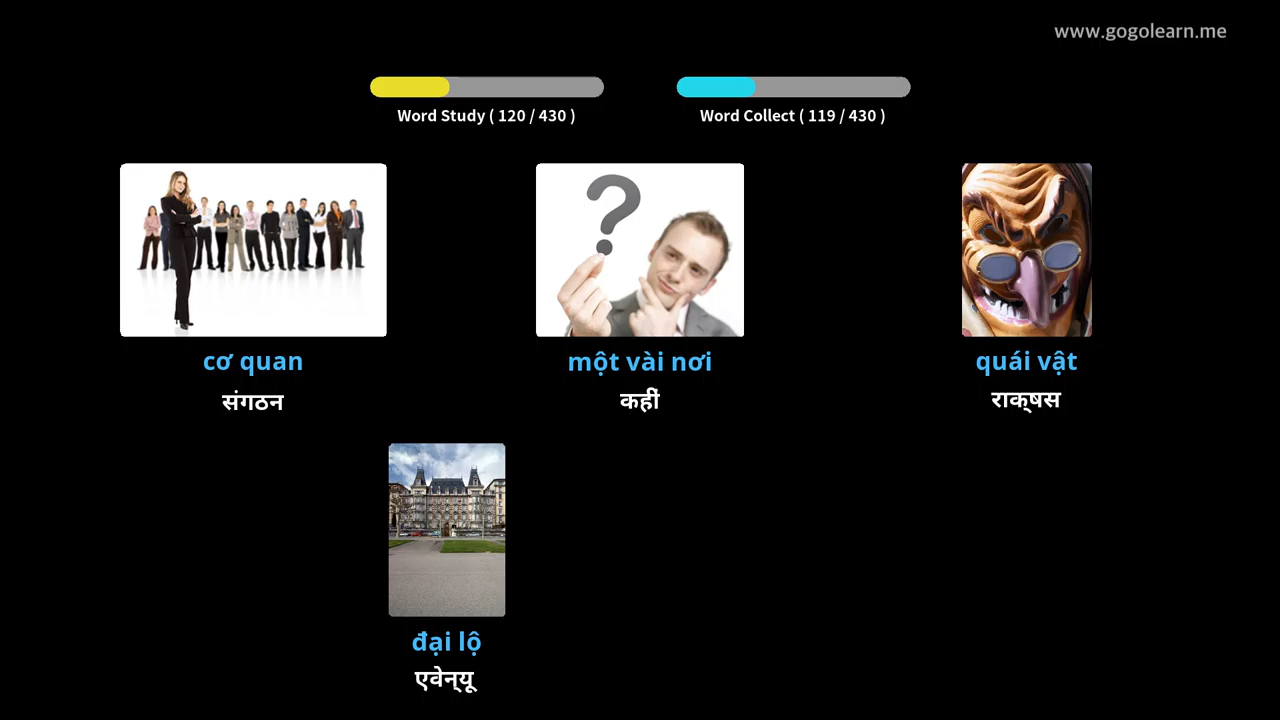 www.gogolearn.me
Word Study ( 120 / 430 )
Word Collect ( 119 / 430 )
cơ quan
संगठन
một vài nơi
कहीं
quái vật
राक्षस
đại lộ
एवेन्यू